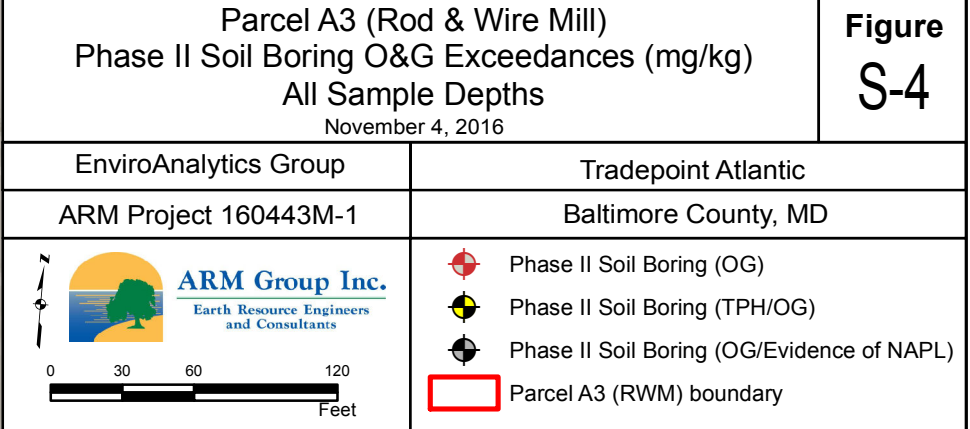 Parcel A3 (Rod & Wire Mill)
Phase II Soil Boring O&G Exceedances (mg/kg)
All Sample Depths
November 4, 2016
Figure
S-4
EnviroAnalytics Group
Tradepoint Atlantic
ARM Project 160443M-1
Baltimore County, MD
N
ARM Group Inc.
Earth Resource Engineers
and Consultants
0 30 60 120
Feet
Phase II Soil Boring (OG)
Phase II Soil Boring (TPH/OG)
Phase II Soil Boring (OG/Evidence of NAPL)
Parcel A3 (RWM) boundary